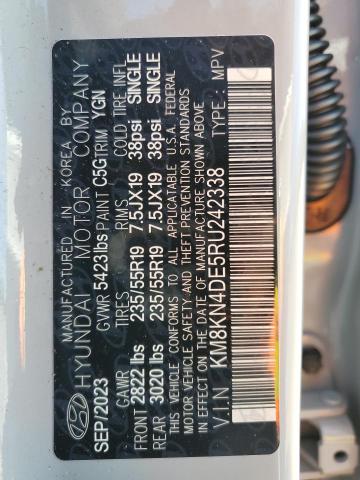 MANUFACTURED IN KOREA BY
HYUNDAI MOTOR COMPANY
SEP/2023 GVWR 5423lbs PAINT C5G TRIM YGN
GAWR TIRES RIMS COLD TIRE INFL
FRONT 2822 lbs 235/55R19 7.5JX19 38psi SINGLE
REAR 3020 lbs 235/55R19 7.5JX19 38psi SINGLE
THIS VEHICLE CONFORMS TO ALL APPLICABLE U.S.A. FEDERAL
MOTOR VEHICLE SAFETY AND THEFT PREVENTION STANDARDS
IN EFFECT ON THE DATE OF MANUFACTURE SHOWN ABOVE
V.I.N : KM8KN4DE5RU242338 TYPE : MPV